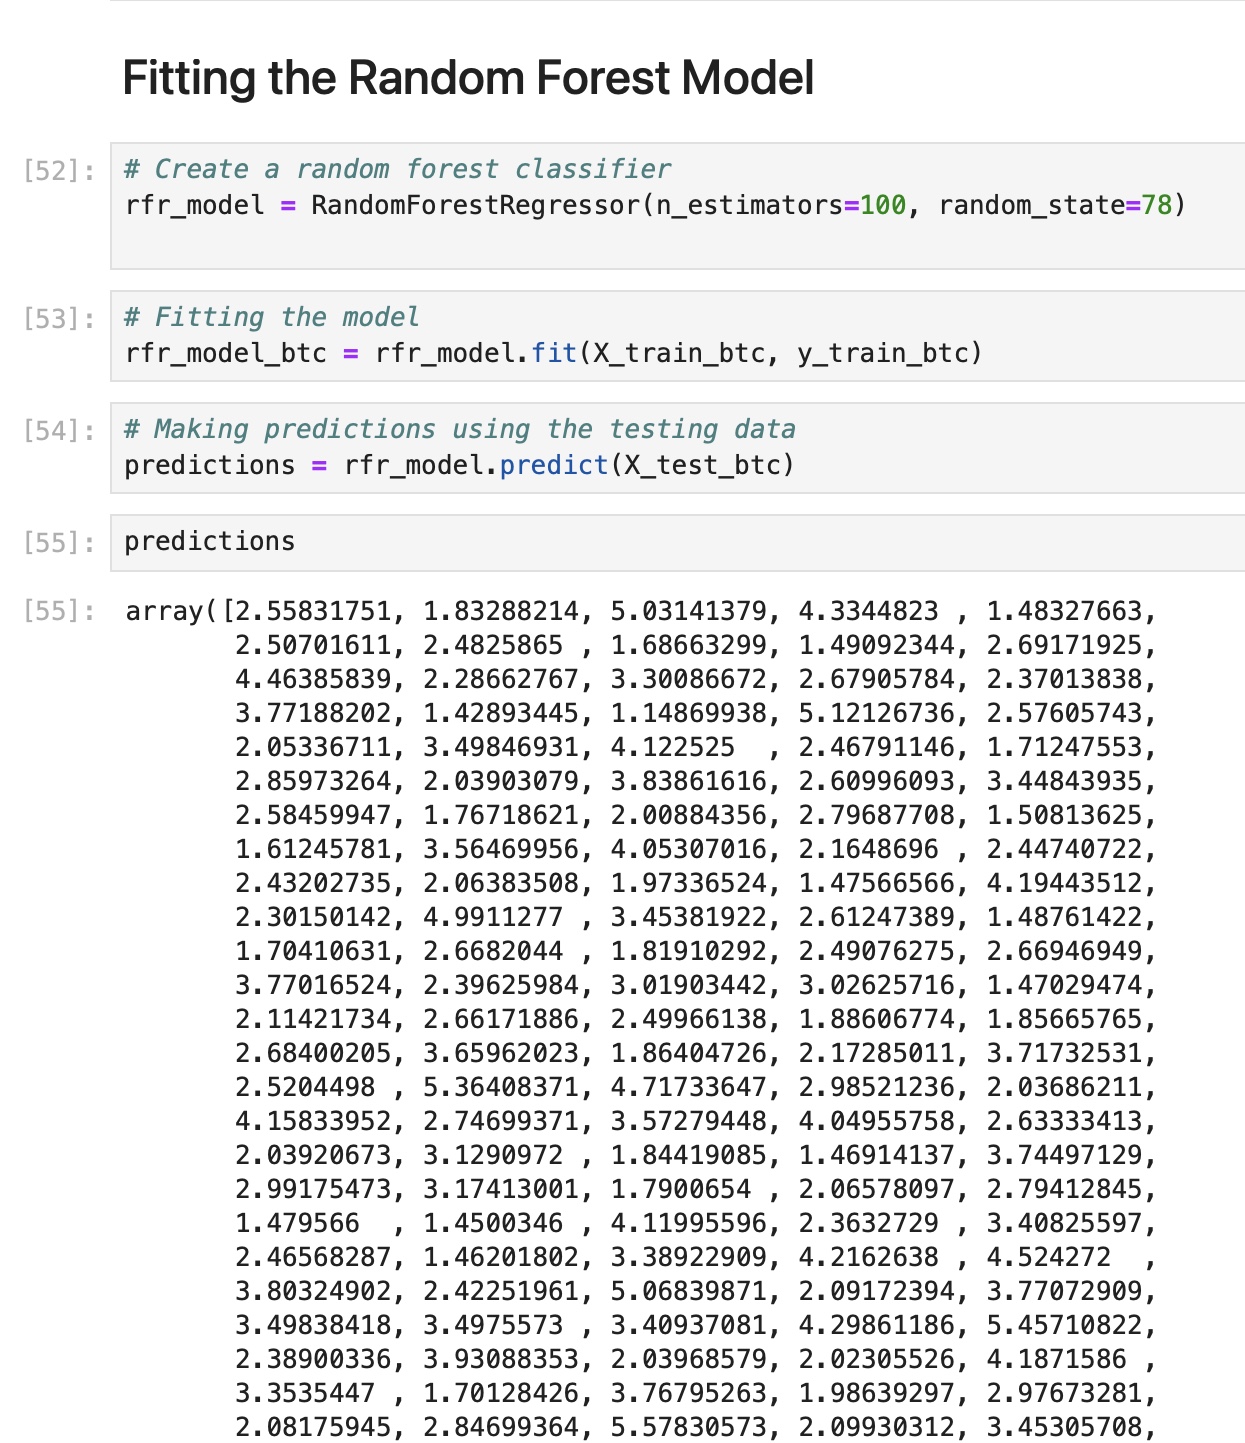 Fitting the Random Forest Model
[52]: # Create a random forest classifier
rfr_model = RandomForestRegressor(n_estimators=100, random_state=78)
[53]: # Fitting the model
rfr_model_btc = rfr_model.fit(X_train_btc, y_train_btc)
[54]: # Making predictions using the testing data
predictions = rfr_model.predict(X_test_btc)
[55]: predictions
[55]: array([2.55831751, 1.83288214, 5.03141379, 4.3344823 , 1.48327663,
2.50701611, 2.4825865 , 1.68663299, 1.49092344, 2.69171925,
4.46385839, 2.28662767, 3.30086672, 2.67905784, 2.37013838,
3.77188202, 1.42893445, 1.14869938, 5.12126736, 2.57605743,
2.05336711, 3.49846931, 4.122525  , 2.46791146, 1.71247553,
2.85973264, 2.03903079, 3.83861616, 2.60996093, 3.44843935,
2.58459947, 1.76718621, 2.00884356, 2.79687708, 1.50813625,
1.61245781, 3.56469956, 4.05307016, 2.1648696 , 2.44740722,
2.43202735, 2.06383508, 1.97336524, 1.47566566, 4.19443512,
2.30150142, 4.9911277 , 3.45381922, 2.61247389, 1.48761422,
1.70410631, 2.6682044 , 1.81910292, 2.49076275, 2.66946949,
3.77016524, 2.39625984, 3.01903442, 3.02625716, 1.47029474,
2.11421734, 2.66171886, 2.49966138, 1.88606774, 1.85665765,
2.68400205, 3.65962023, 1.86404726, 2.17285011, 3.71732531,
2.5204498 , 5.36408371, 4.71733647, 2.98521236, 2.03686211,
4.15833952, 2.74699371, 3.57279448, 4.04955758, 2.63333413,
2.03920673, 3.1290972 , 1.84419085, 1.46914137, 3.74497129,
2.99175473, 3.17413001, 1.7900654 , 2.06578097, 2.79412845,
1.479566  , 1.4500346 , 4.11995596, 2.3632729 , 3.40825597,
2.46568287, 1.46201802, 3.38922909, 4.2162638 , 4.524272  ,
3.80324902, 2.42251961, 5.06839871, 2.09172394, 3.77072909,
3.49838418, 3.4975573 , 3.40937081, 4.29861186, 5.45710822,
2.38900336, 3.93088353, 2.03968579, 2.02305526, 4.1871586 ,
3.3535447 , 1.70128426, 3.76795263, 1.98639297, 2.97673281,
2.08175945, 2.84699364, 5.57830573, 2.09930312, 3.45305708,